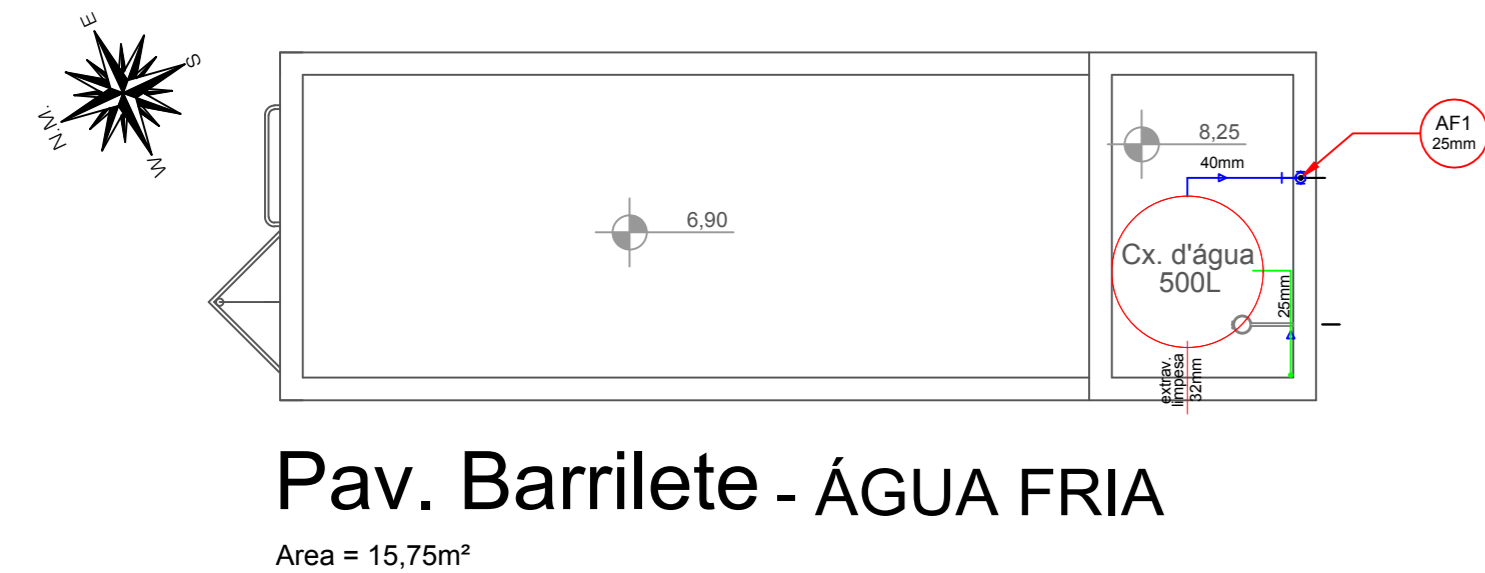 E
S
N.M.
W
8,25
40mm
AF1
25mm
6,90
Cx. d'água
500L
25mm
extrav.
limpesa
32mm
Pav. Barrilete - ÁGUA FRIA
Area = 15,75m²